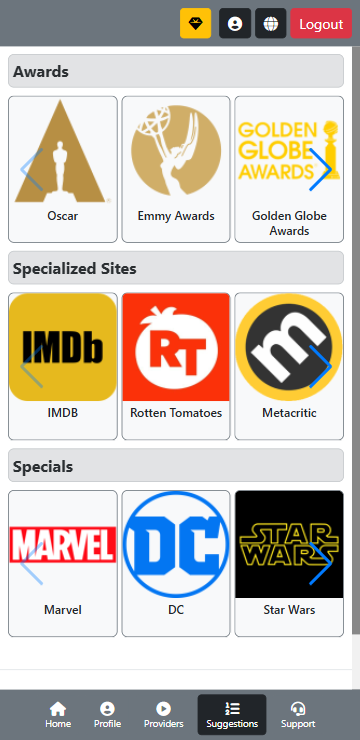 Logout
Awards
GOLDEN
GLOBE
AWARDS
Oscar
Emmy Awards
Golden Globe
Awards
Specialized Sites
IMDb
RT
m
IMDB
Rotten Tomatoes
Metacritic
Specials
MARVEL
DC
STAR
WARS
Marvel
DC
Star Wars
Home
Profile
Providers
Suggestions
Support